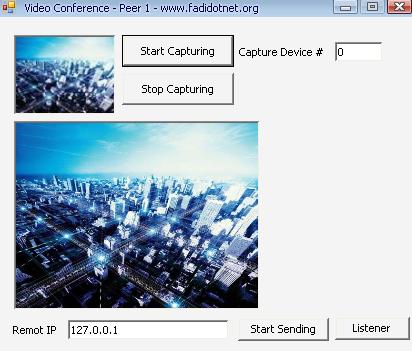 Video Conference - Peer 1 - www.fadidotnet.org
Start Capturing
Capture Device # 0
Stop Capturing
Remot IP 127.0.0.1 Start Sending Listener